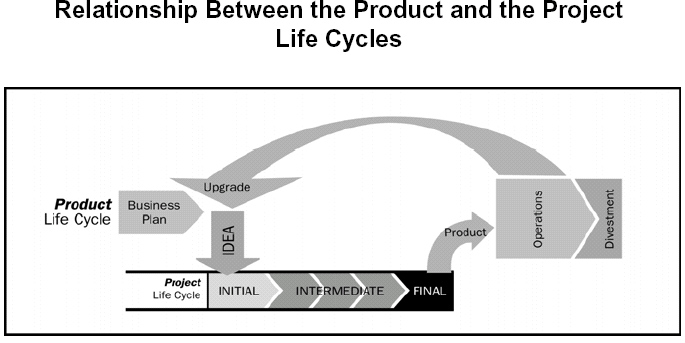 Relationship Between the Product and the Project
Life Cycles
Upgrade
Product
Life Cycle
Business
Plan
IDEA
Product
Operations
Divestment
Project
Life Cycle
INITIAL
INTERMEDIATE
FINAL